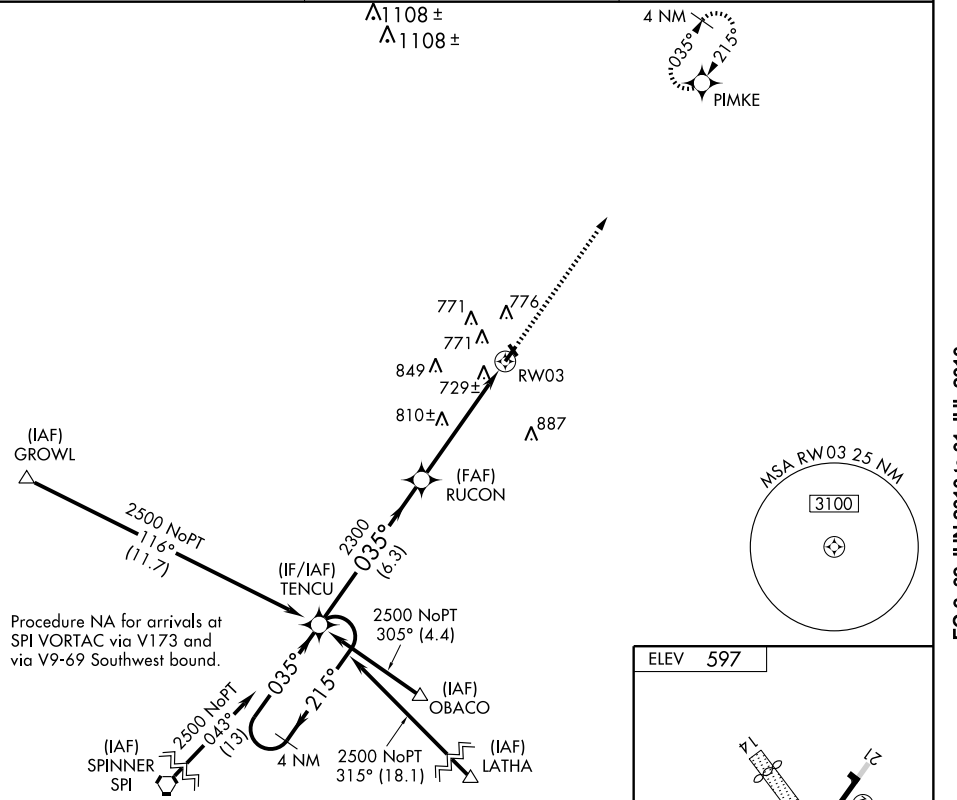 1108 ±
1108 ±
4 NM
035°
215°
PIMKE
771
776
771
849
729±
RW03
810±
887
(IAF)
GROWL
(FAF)
RUCON
MSA RW03 25 NM
3100
2500 NoPT
116°
(11.7)
2300
035°
(6.3)
(IF/IAF)
TENCU
Procedure NA for arrivals at
SPI VORTAC via V173 and
via V9-69 Southwest bound.
2500 NoPT
305° (4.4)
035°
215°
(IAF)
OBACO
2500 NoPT
043°
(13)
4 NM
(IAF)
SPINNER
SPI
2500 NoPT
315° (18.1)
(IAF)
LATHA
ELEV 597
14
21